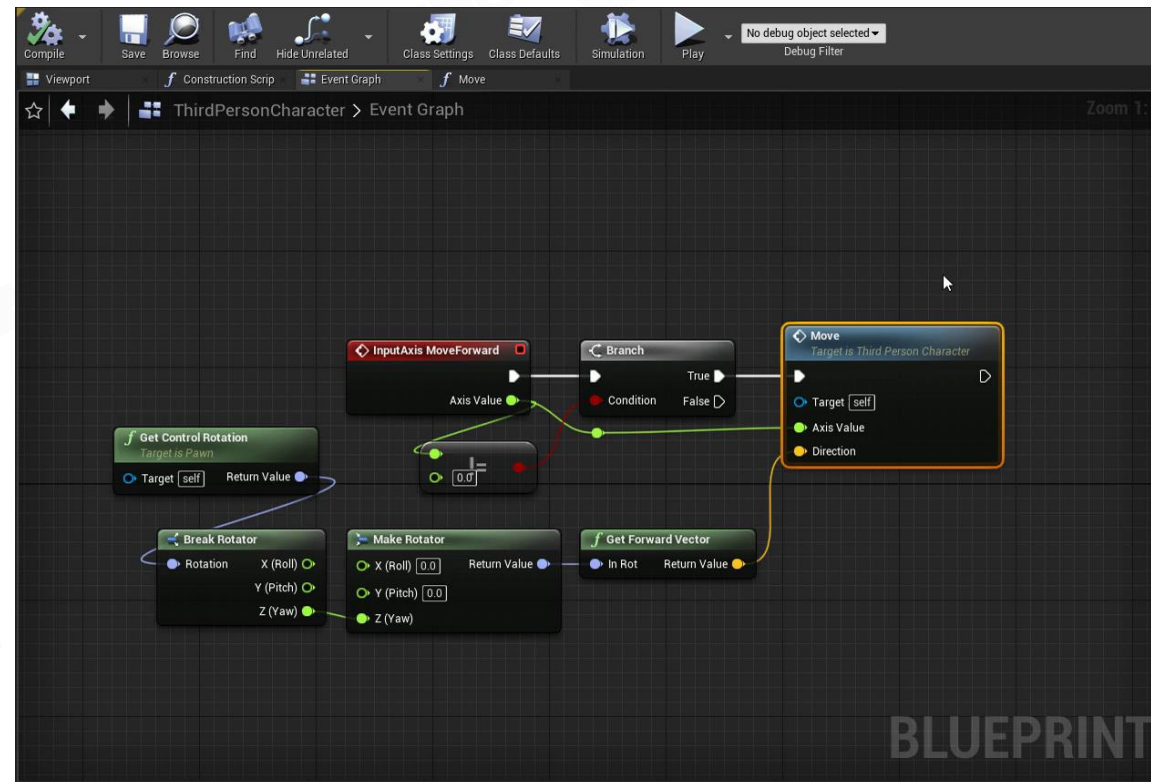 Compile
Save
Browse
Find
Hide Unrelated
Class Settings
Class Defaults
Simulation
Play
No debug object selected
Debug Filter
Viewport
f Construction Scrip
Event Graph
f Move
ThirdPersonCharacter > Event Graph
Zoom 1:
InputAxis MoveForward
Axis Value
Branch
True
Condition
False
Move
Target is Third Person Character
Target self
Axis Value
Direction
f Get Control Rotation
Target is Pawn
Target self Return Value
!=
0.0
Break Rotator
Rotation X (Roll)
Y (Pitch)
Z (Yaw)
Make Rotator
X (Roll) 0.0 Return Value
Y (Pitch) 0.0
Z (Yaw)
f Get Forward Vector
In Rot Return Value
BLUEPRINT